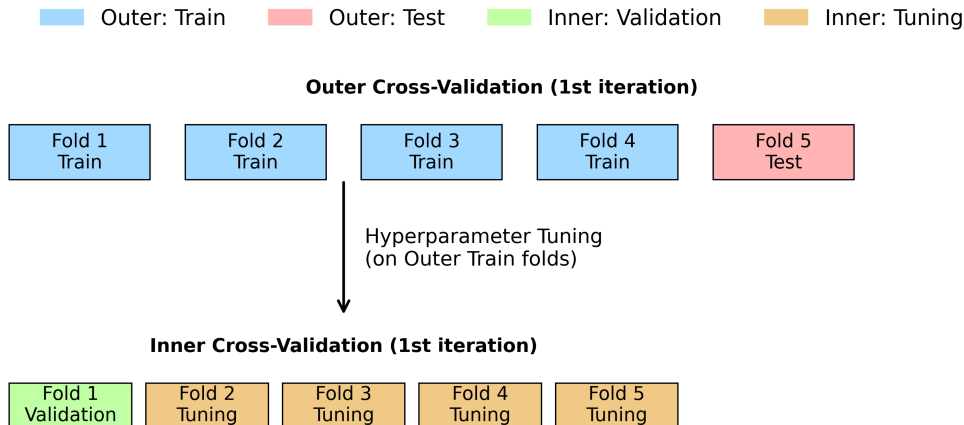 Outer: Train Outer: Test Inner: Validation Inner: Tuning
Outer Cross-Validation (1st iteration)
Fold 1 Fold 2 Fold 3 Fold 4 Fold 5
Train Train Train Train Test
Hyperparameter Tuning
(on Outer Train folds)
Inner Cross-Validation (1st iteration)
Fold 1 Fold 2 Fold 3 Fold 4 Fold 5
Validation Tuning Tuning Tuning Tuning